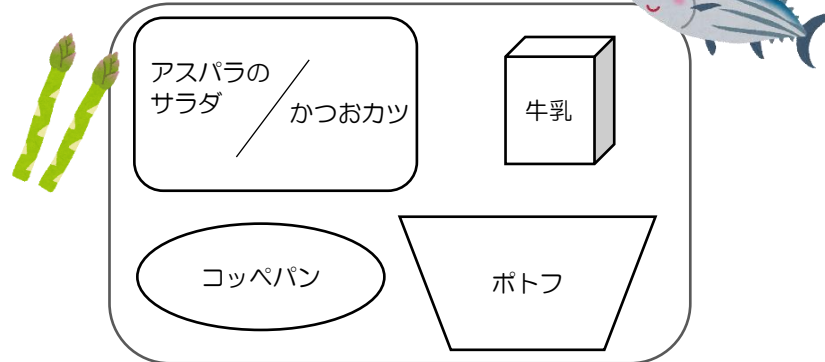 アスパラの
サラダ
かつおカツ
牛乳
コッペパン
ポトフ